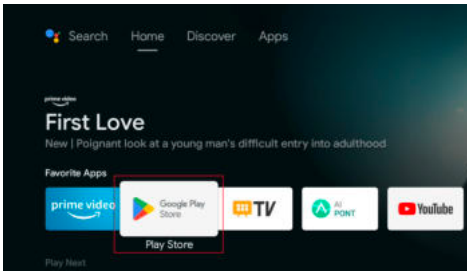 Search Home Discover Apps
prime video
First Love
New | Poignant look at a young man's difficult entry into adulthood
Favorite Apps
prime video
Google Play
Store
TV
AI
PONT
YouTube
Play Store
Play Next